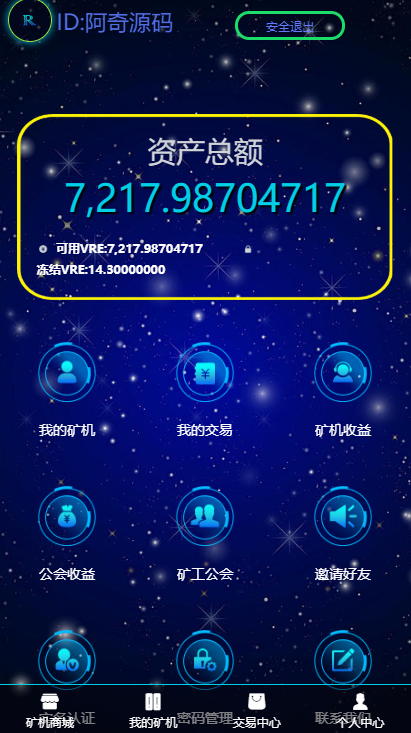 R
ID:阿奇源码
安全退出
资产总额
7,217.98704717
可用VRE:7,217.98704717
冻结VRE:14.30000000
我的矿机
我的交易
矿机收益
公会收益
矿工公会
邀请好友
实名认证
密码管理
联系我们
矿机商城
我的矿机
交易中心
个人中心